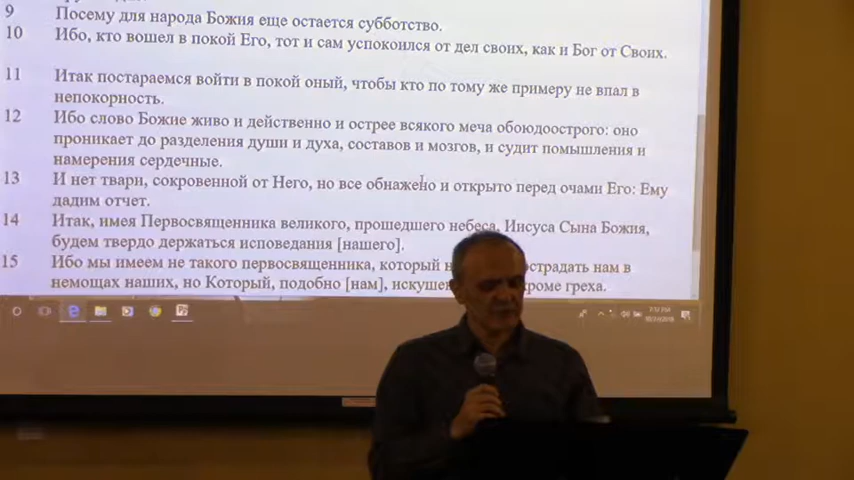 9 Посему для народа Божия еще остается субботство.
10 Ибо, кто вошел в покой Его, тот и сам успокоился от дел своих, как и Бог от Своих.
11 Итак постараемся войти в покой оный, чтобы кто по тому же примеру не впал в
непокорность.
12 Ибо слово Божие живо и действенно и острее всякого меча обоюдоострого: оно
проникает до разделения души и духа, составов и мозгов, и судит помышления и
намерения сердечные.
13 И нет твари, сокровенной от Него, но все обнажено и открыто перед очами Его: Ему
дадим отчет.
14 Итак, имея Первосвященника великого, прошедшего небеса, Иисуса Сына Божия,
будем твердо держаться исповедания [нашего].
15 Ибо мы имеем не такого первосвященника, который н острадать нам в
немощах наших, но Который, подобно [нам], искушен кроме греха.